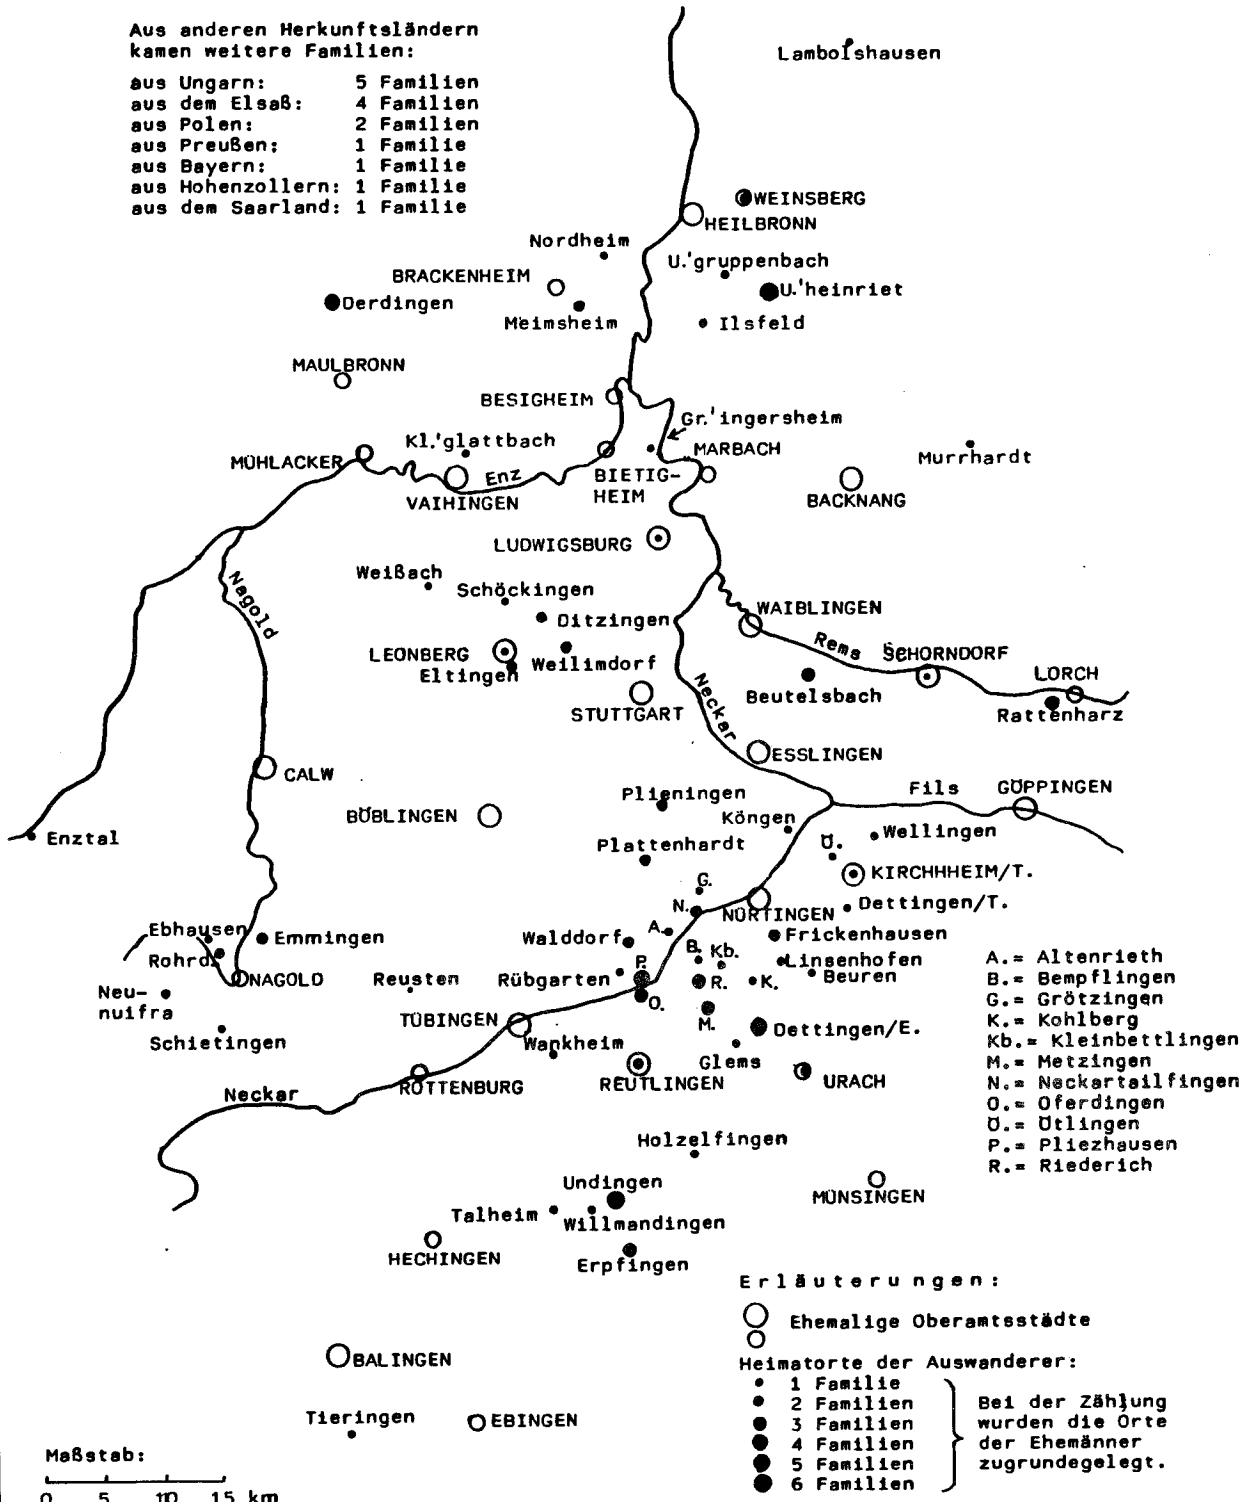 Aus anderen Herkunftsländern
kamen weitere Familien:
aus Ungarn: 5 Familien
aus dem Elsaß: 4 Familien
aus Polen: 2 Familien
aus Preußen: 1 Familie
aus Bayern: 1 Familie
aus Hohenzollern: 1 Familie
aus dem Saarland: 1 Familie
Lambolshausen
WEINSBERG
HEILBRONN
Nordheim
U.'gruppenbach
BRACKENHEIM
U.'heinriet
Derdingen
Meimsheim
Ilsfeld
MAULBRONN
BESIGHEIM
Gr.'ingersheim
Kl.'glattbach
MARBACH
Murrhardt
MÜHLACKER
Enz
BIETIG-
HEIM
VAIHINGEN
BACKNANG
LUDWIGSBURG
Weißach
Nagold
Schöckingen
WAIBLINGEN
Ditzingen
Rems
SCHORNDORF
LEONBERG
Weilimdorf
Eltingen
LORCH
Beutelsbach
Neckar
STUTTGART
Rattenharz
ESSLINGEN
CALW
Fils
GÖPPINGEN
Plieningen
BÖBLINGEN
Köngen
Wellingen
Enztal
Plattenhardt
Ö.
KIRCHHHEIM/T.
G.
N.
NÜRTINGEN
Dettingen/T.
Ebhausen
Emmingen
Walddorf
A.
Frickenhausen
Rohrd.
B.
Kb.
Linsenhofen
NAGOLD
Reusten
Rübgarten
P.
R.
K.
Beuren
Neu-
nuifra
O.
M.
TÜBINGEN
Dettingen/E.
Schietingen
Wankheim
Glems
ROTTENBURG
REUTLINGEN
URACH
Neckar
A.= Altenrieth
B.= Bempflingen
G.= Grötzingen
K.= Kohlberg
Kb.= Kleinbettlingen
M.= Metzingen
N.= Neckartailfingen
O.= Oferdingen
Ö.= Ötlingen
P.= Pliezhausen
R.= Riederich
Holzelfingen
Undingen
MÜNSINGEN
Talheim
Willmandingen
HECHINGEN
Erpfingen
BALINGEN
Tieringen
EBINGEN
Erläuterungen:
Ehemalige Oberamtsstädte
Heimatorte der Auswanderer:
1 Familie
2 Familien
3 Familien
4 Familien
5 Familien
6 Familien
Bei der Zählung
wurden die Orte
der Ehemänner
zugrundegelegt.
Maßstab:
0 5 10 15 km